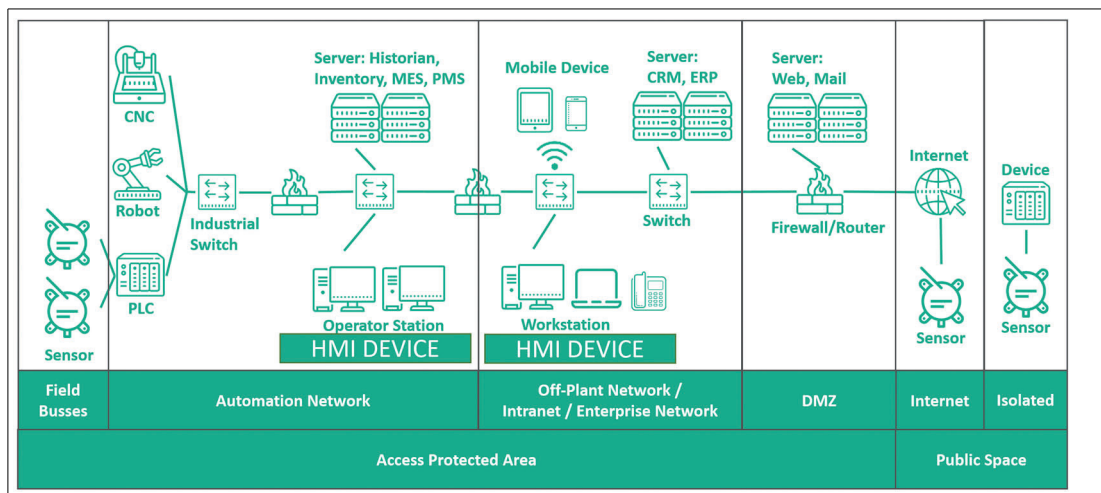 Server: Historian,
Inventory, MES, PMS
Mobile Device
Server:
CRM, ERP
Server:
Web, Mail
CNC
Internet
Device
Robot
Industrial
Switch
Switch
Firewall/Router
PLC
Sensor
Operator Station
HMI DEVICE
Workstation
HMI DEVICE
Sensor
Sensor
Field
Busses
Automation Network
Off-Plant Network /
Intranet / Enterprise Network
DMZ
Internet
Isolated
Access Protected Area
Public Space